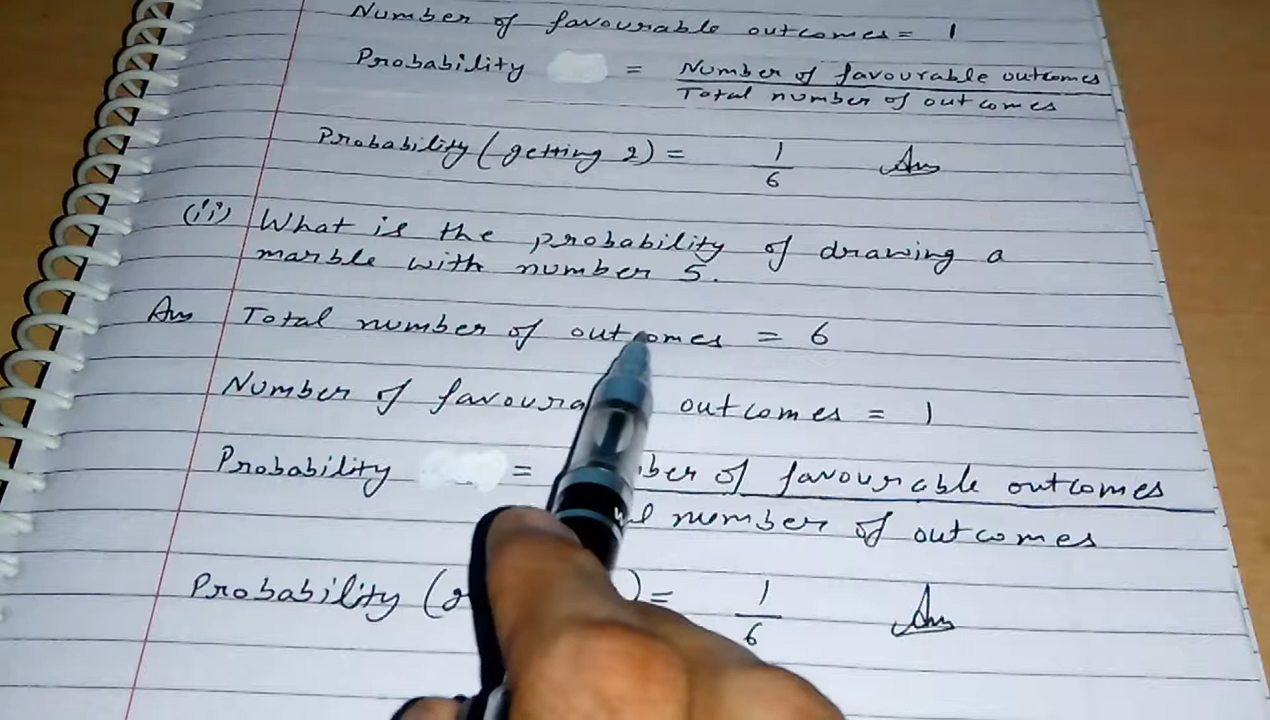 Number of favourable outcomes = 1
Probability = Number of favourable outcomes
Total number of outcomes
Probability (getting 2) = 1
6
Ans
(ii) What is the probability of drawing a
marble with number 5.
Ans Total number of outcomes = 6
Number of outcomes = 1
Probability = of favourable outcomes
number of outcomes
Probability ( ) = 1
6
Ans